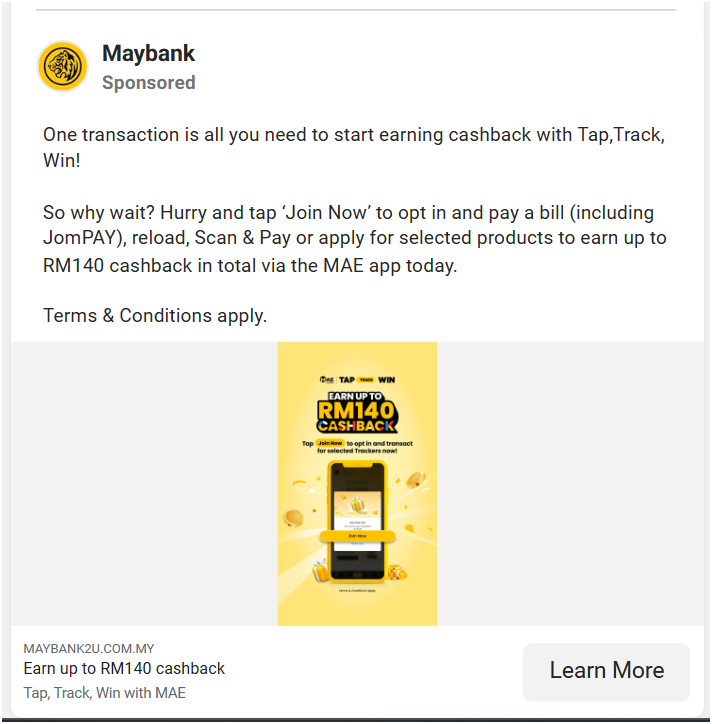 Maybank
Sponsored
One transaction is all you need to start earning cashback with Tap,Track,
Win!
So why wait? Hurry and tap ‘Join Now’ to opt in and pay a bill (including
JomPAY), reload, Scan & Pay or apply for selected products to earn up to
RM140 cashback in total via the MAE app today.
Terms & Conditions apply.
MAE TAP TRACK WIN
EARN UP TO
RM140
CASHBACK
Tap Join Now to opt in and transact
for selected Trackers now!
Join Now
Terms & Conditions apply
MAYBANK2U.COM.MY
Earn up to RM140 cashback
Tap, Track, Win with MAE
Learn More